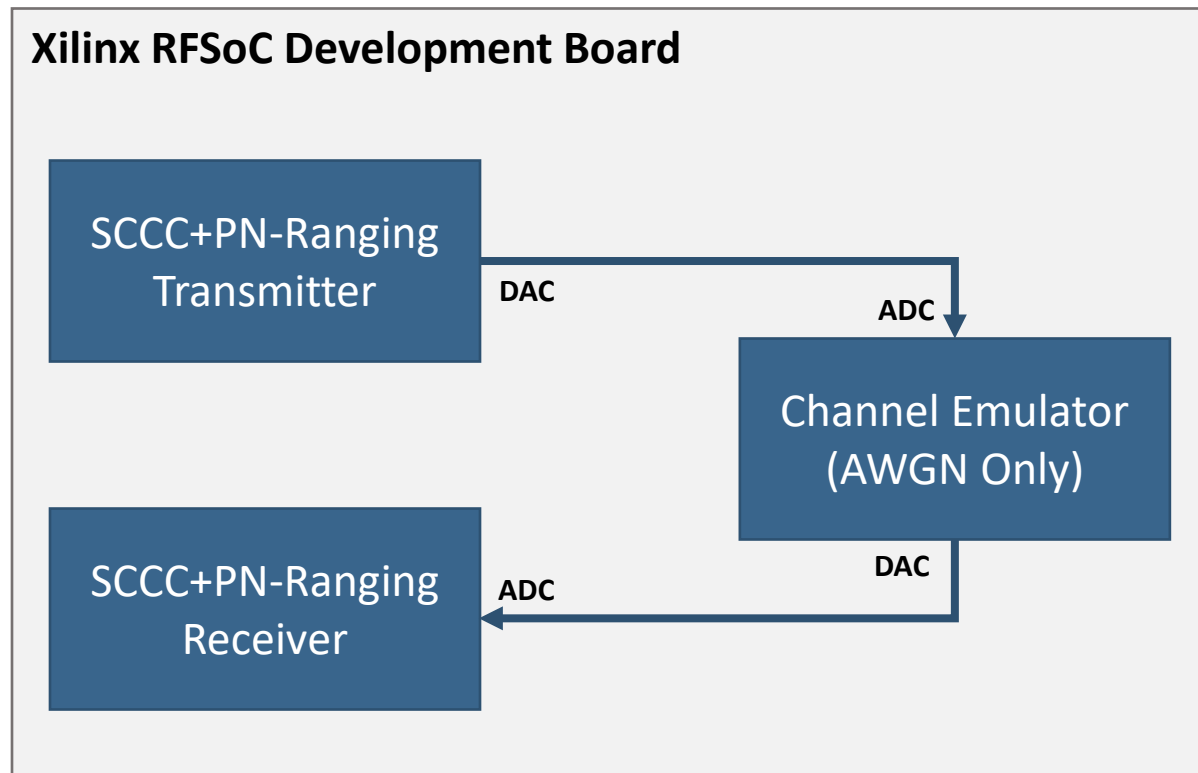 Xilinx RFSoC Development Board
SCCC+PN-Ranging
Transmitter
DAC
ADC
Channel Emulator
(AWGN Only)
DAC
SCCC+PN-Ranging
Receiver
ADC